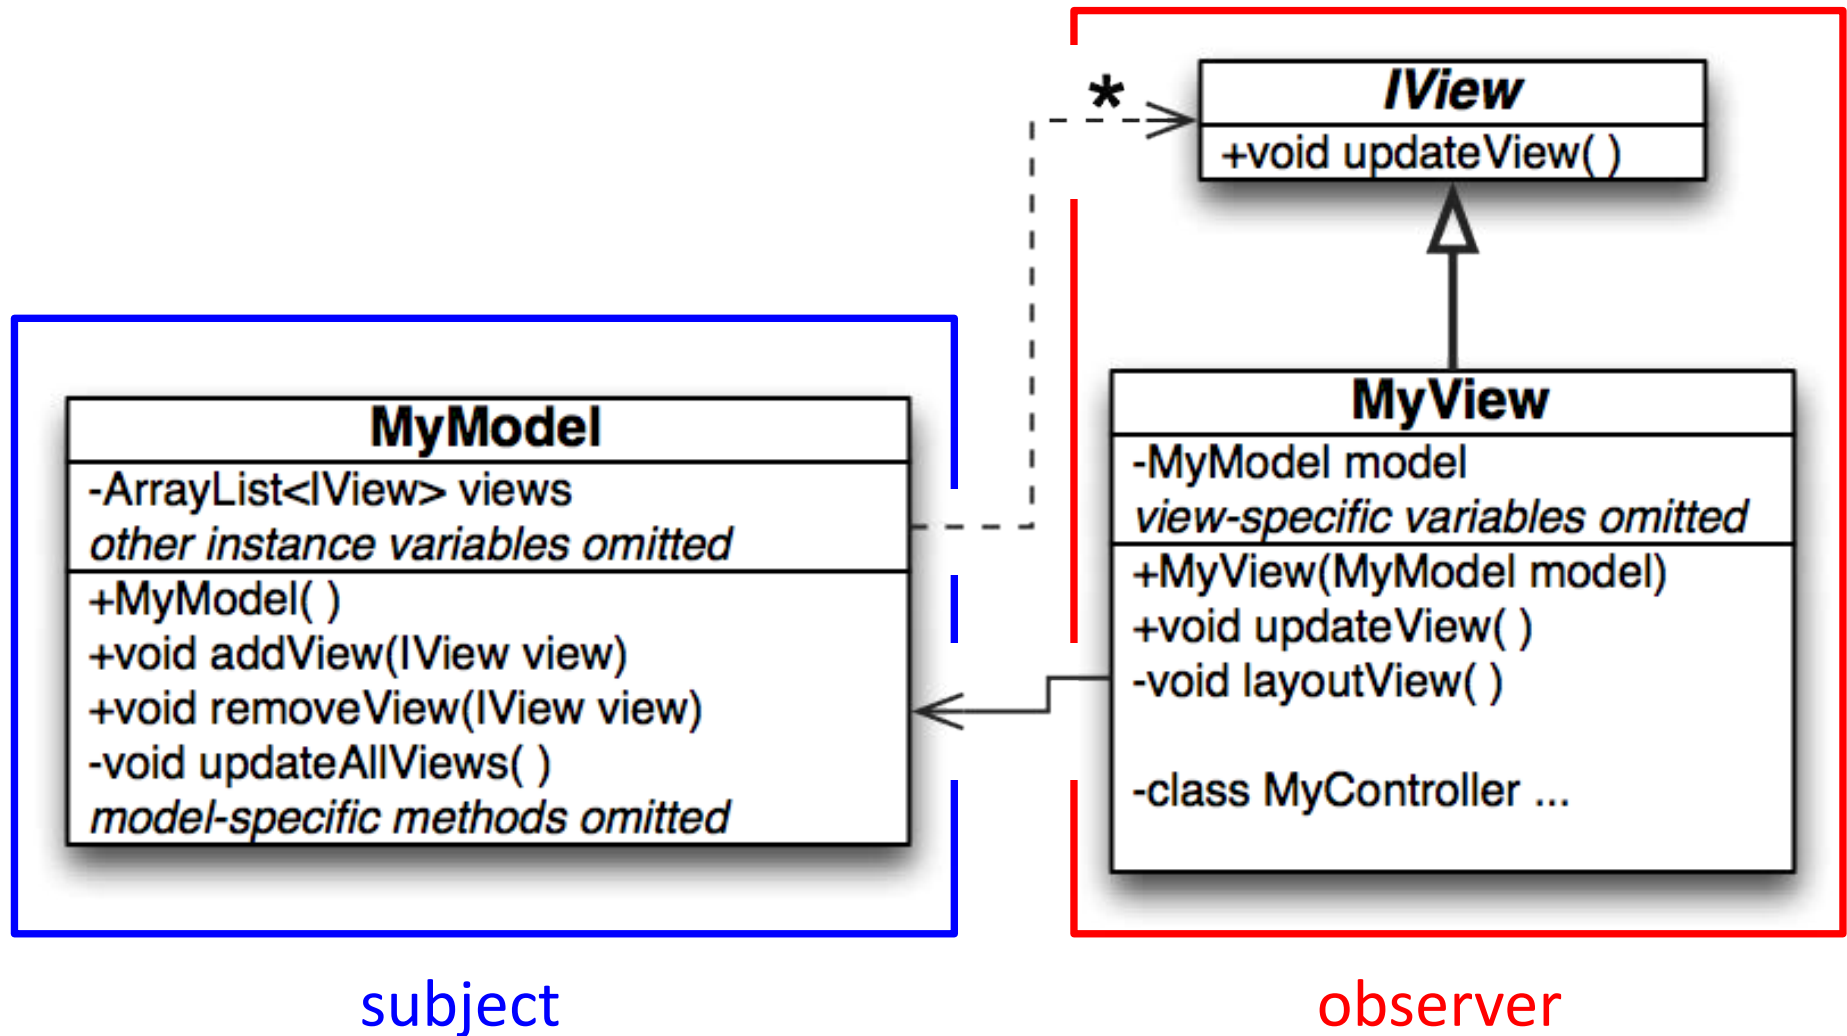 *
IView
+void updateView( )
MyModel
-ArrayList<IView> views
other instance variables omitted
+MyModel( )
+void addView(IView view)
+void removeView(IView view)
-void updateAllViews( )
model-specific methods omitted
MyView
-MyModel model
view-specific variables omitted
+MyView(MyModel model)
+void updateView( )
-void layoutView( )
-class MyController ...
subject
observer